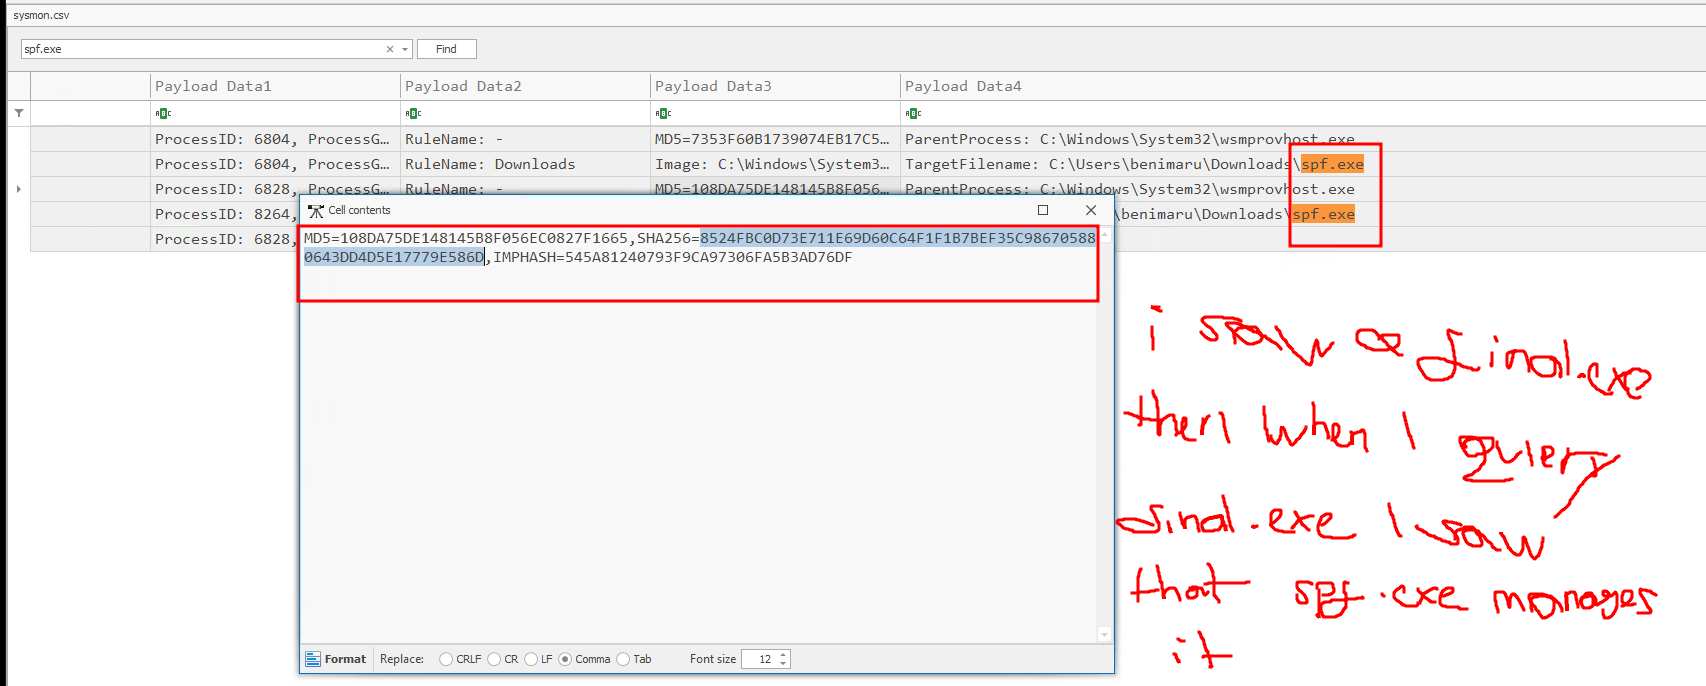 sysmon.csv
spf.exe
Find
Payload Data1 Payload Data2 Payload Data3 Payload Data4
ProcessID: 6804, ProcessG… RuleName: - MD5=7353F60B1739074EB17C5… ParentProcess: C:\Windows\System32\wsmprovhost.exe
ProcessID: 6804, ProcessG… RuleName: Downloads Image: C:\Windows\System3… TargetFilename: C:\Users\benimaru\Downloads\spf.exe
ProcessID: 6828, ProcessG… RuleName: - MD5=108DA75DE148145B8F056… ParentProcess: C:\Windows\System32\wsmprovhost.exe
ProcessID: 8264, benimaru\Downloads\spf.exe
ProcessID: 6828,
Cell contents
MD5=108DA75DE148145B8F056EC0827F1665,SHA256=8524FBC0D73E711E69D60C64F1F1B7BEF35C986705880643DD4D5E17779E586D,IMPHASH=545A81240793F9CA97306FA5B3AD76DF
i saw a final.exe
then when I
query
final.exe I saw
that spf.exe manages
it
Format Replace: CRLF CR LF Comma Tab Font size 12